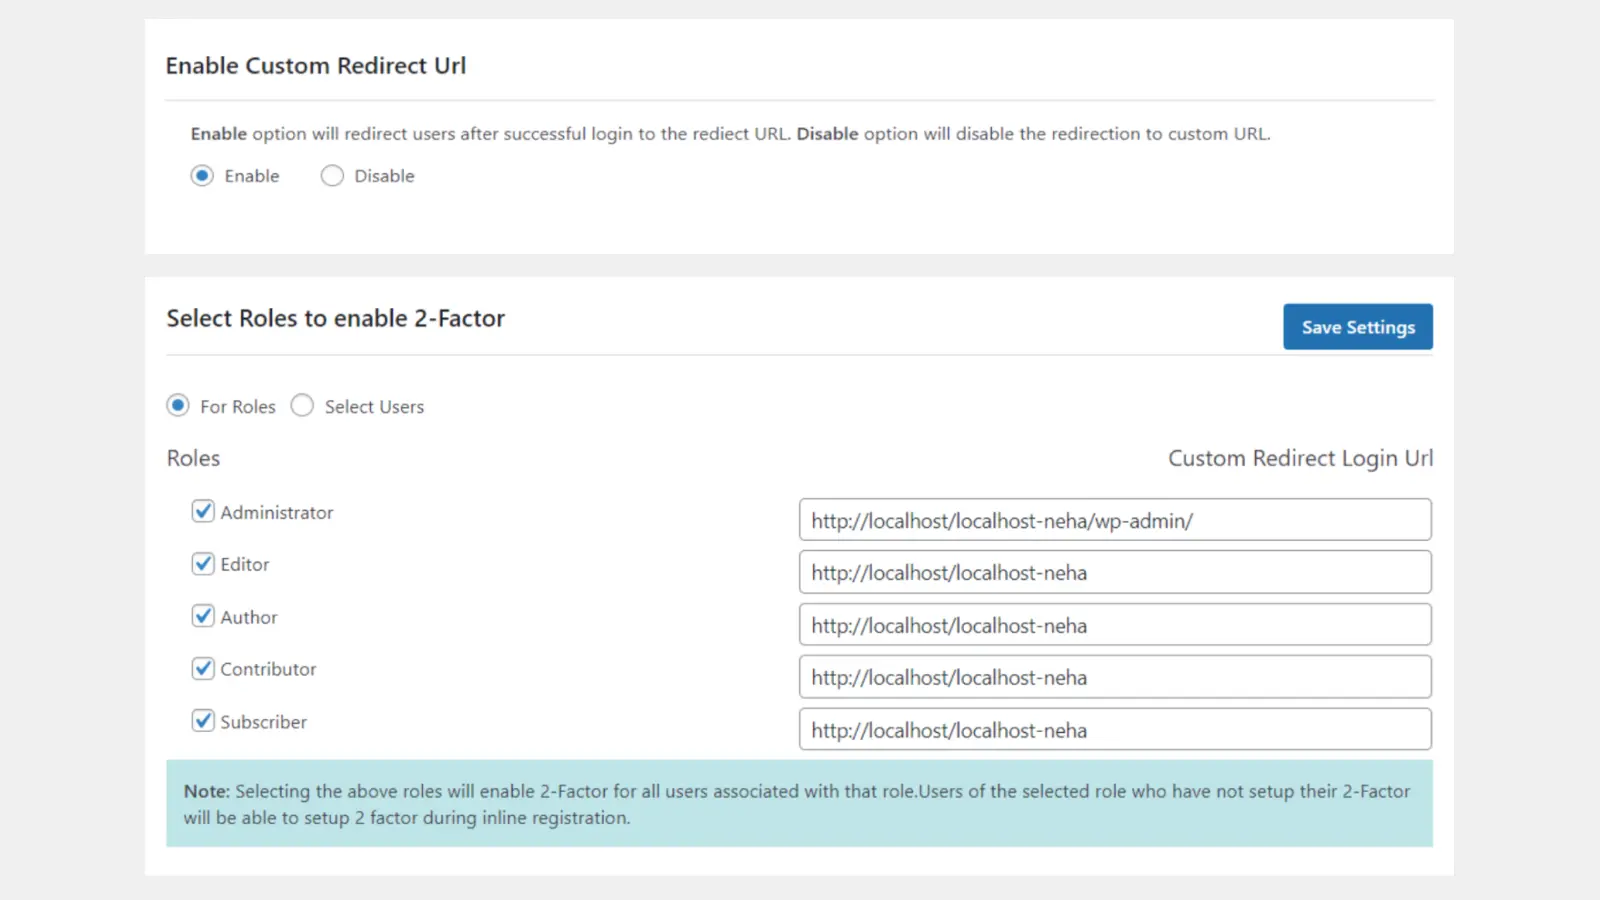 Enable Custom Redirect Url
Enable option will redirect users after successful login to the rediect URL. Disable option will disable the redirection to custom URL.
Enable Disable
Select Roles to enable 2-Factor
Save Settings
For Roles Select Users
Roles Custom Redirect Login Url
Administrator http://localhost/localhost-neha/wp-admin/
Editor http://localhost/localhost-neha
Author http://localhost/localhost-neha
Contributor http://localhost/localhost-neha
Subscriber http://localhost/localhost-neha
Note: Selecting the above roles will enable 2-Factor for all users associated with that role.Users of the selected role who have not setup their 2-Factor
will be able to setup 2 factor during inline registration.